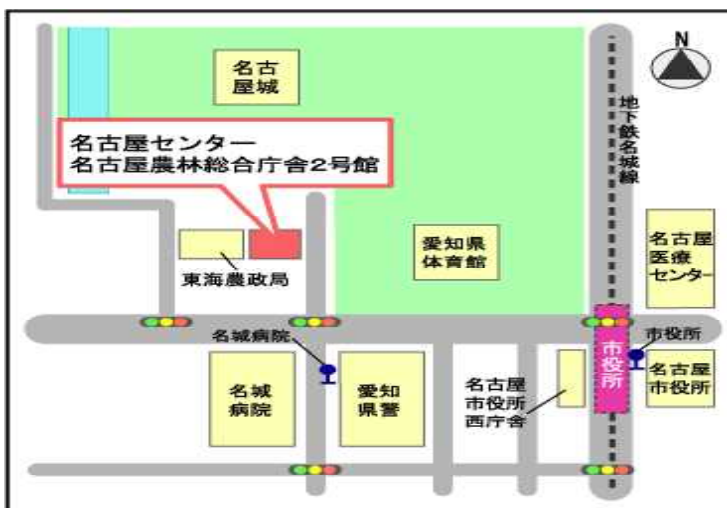 N
名古
屋城
地下鉄名城線
名古屋センター
名古屋農林総合庁舎2号館
愛知県
体育館
名古屋
医療
センター
東海農政局
名城病院
市役所
市役所
名城
病院
愛知
県警
名古屋
市役所
西庁舎
名古屋
市役所